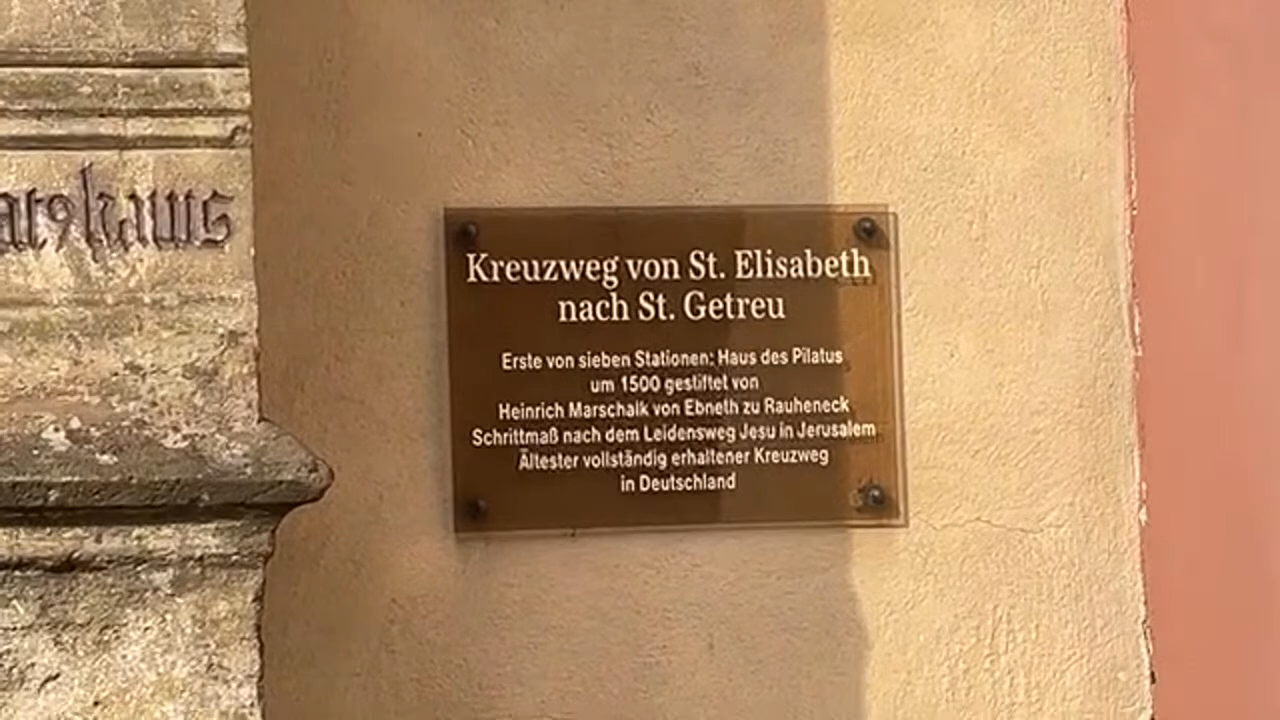 Kreuzweg von St. Elisabeth
nach St. Getreu
Erste von sieben Stationen: Haus des Pilatus
um 1500 gestiftet von
Heinrich Marschalk von Ebneth zu Rauheneck
Schrittmaß nach dem Leidensweg Jesu in Jerusalem
Ältester vollständig erhaltener Kreuzweg
in Deutschland